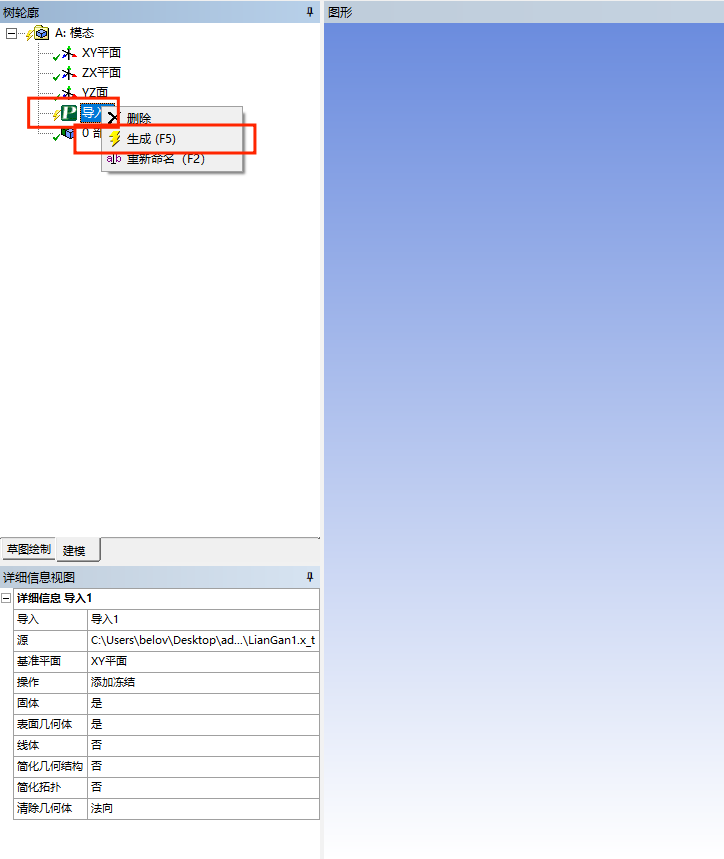 树轮廓
图形
A: 模态
XY平面
ZX平面
YZ面
导入
删除
0 部
生成 (F5)
重新命名（F2）
草图绘制
建模
详细信息视图
详细信息 导入1
导入 导入1
源 C:\Users\belov\Desktop\ad...\LianGan1.x_t
基准平面 XY平面
操作 添加冻结
固体 是
表面几何体 是
线体 否
简化几何结构 否
简化拓扑 否
清除几何体 法向